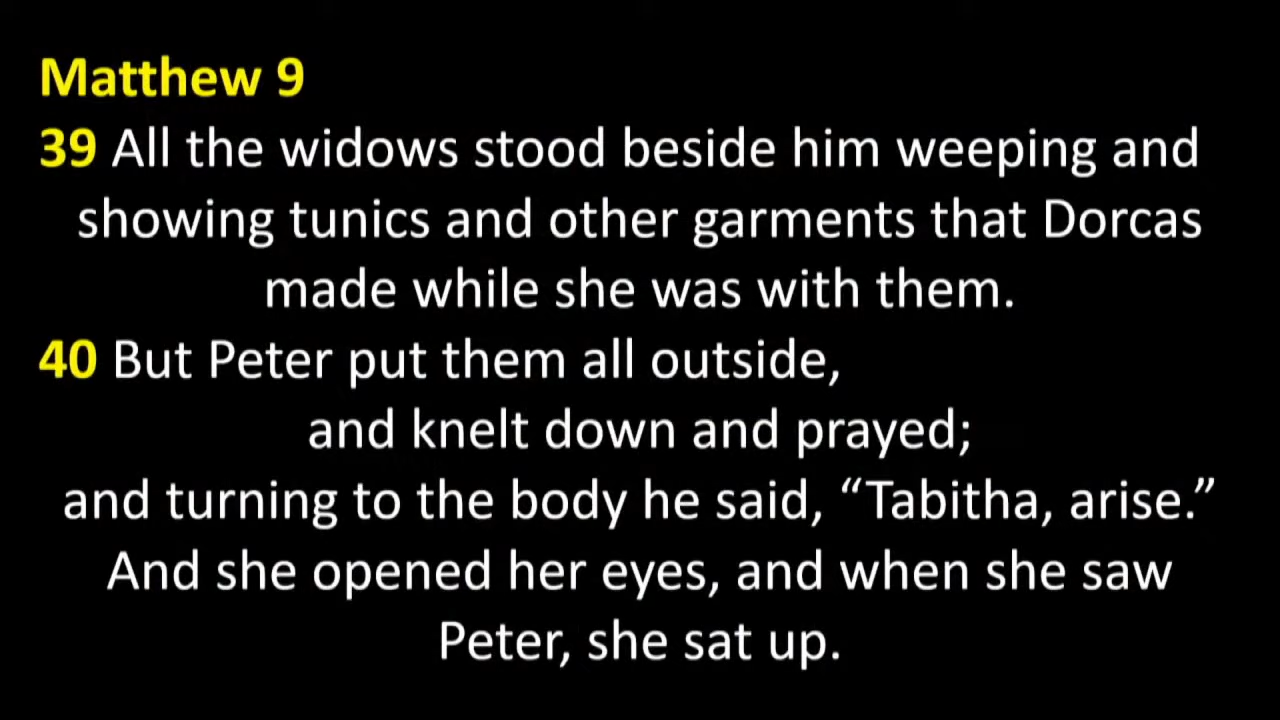 Matthew 9
39 All the widows stood beside him weeping and
showing tunics and other garments that Dorcas
made while she was with them.
40 But Peter put them all outside,
and knelt down and prayed;
and turning to the body he said, “Tabitha, arise.”
And she opened her eyes, and when she saw
Peter, she sat up.